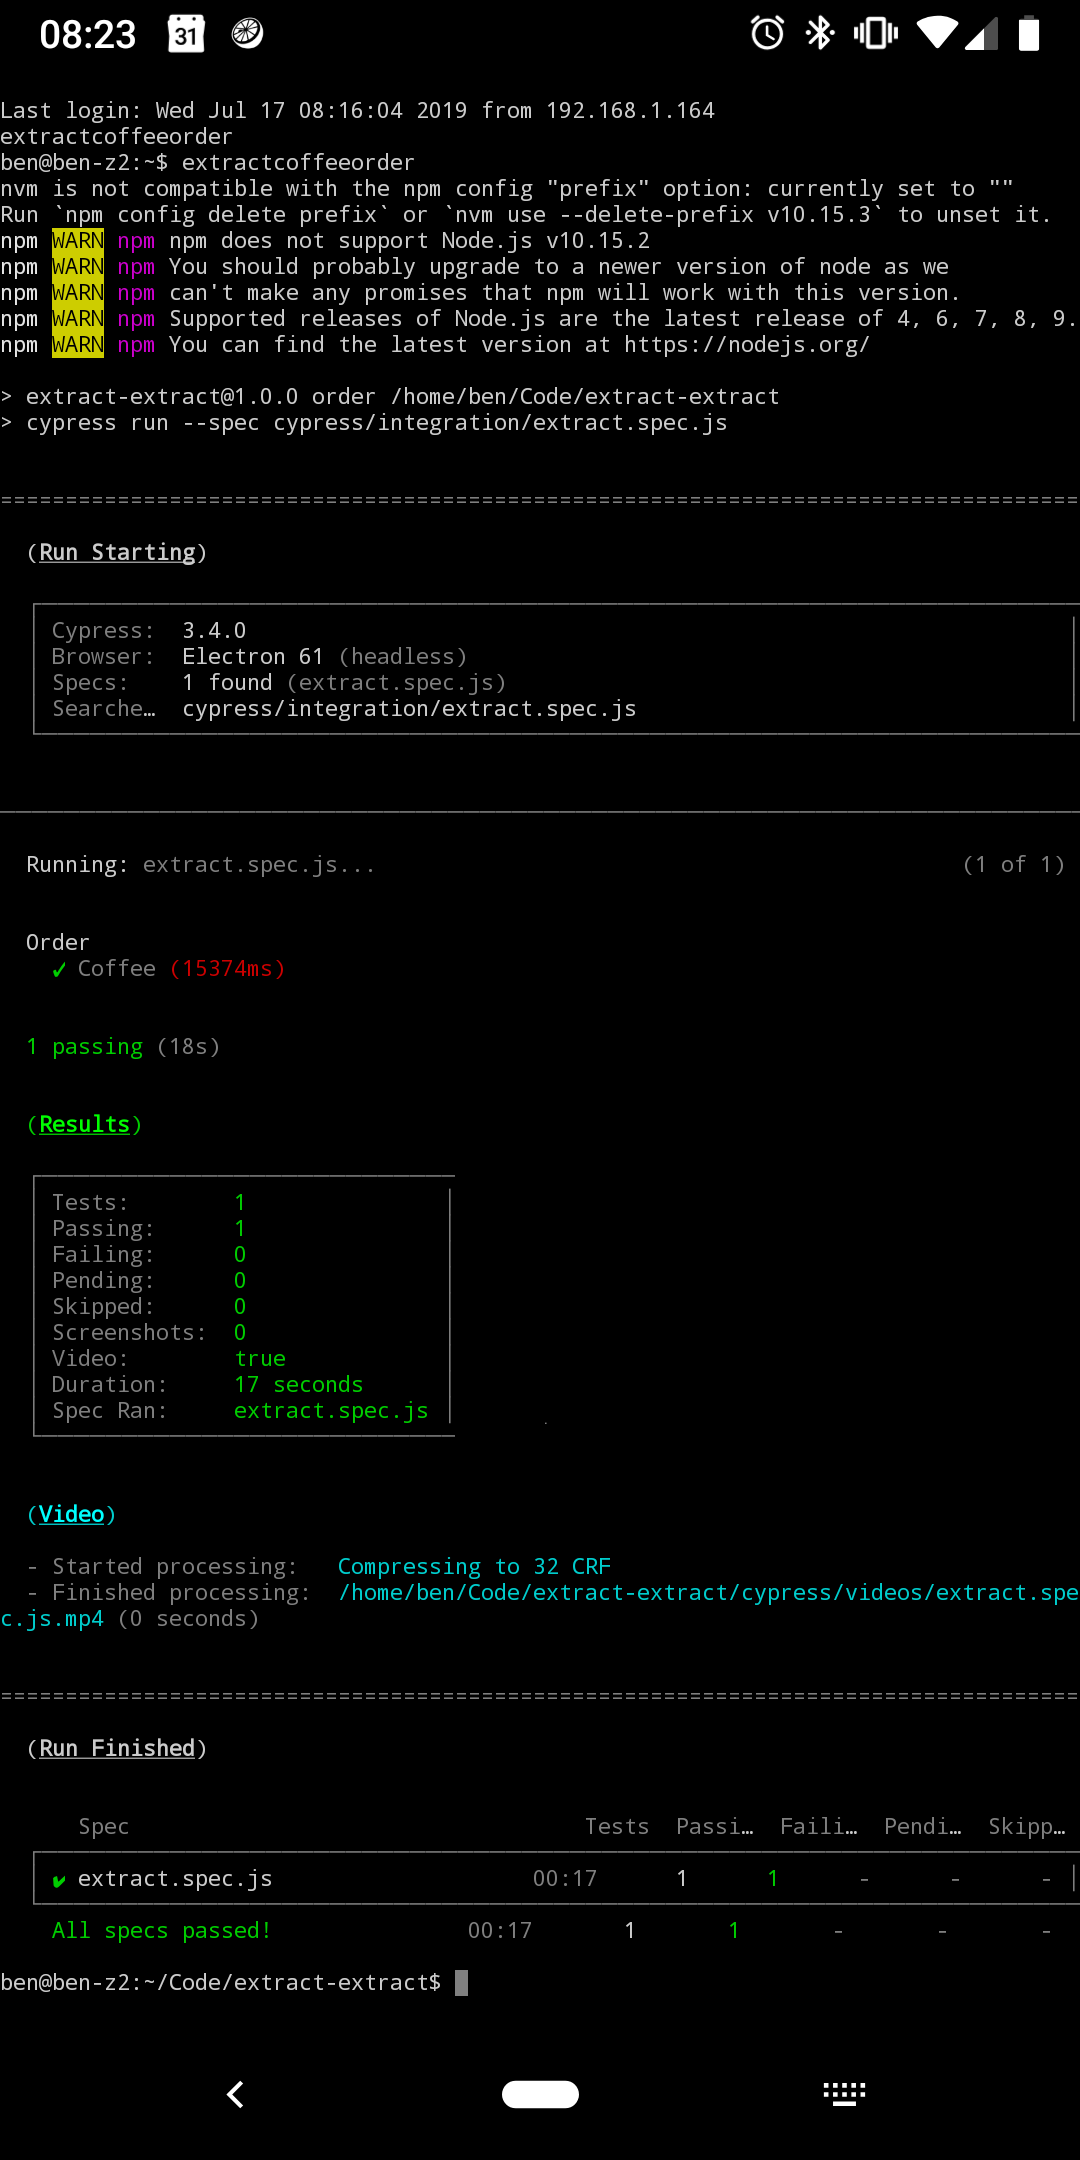 08:23 31
Last login: Wed Jul 17 08:16:04 2019 from 192.168.1.164
extractcoffeeorder
ben@ben-z2:~$ extractcoffeeorder
nvm is not compatible with the npm config "prefix" option: currently set to ""
Run `npm config delete prefix` or `nvm use --delete-prefix v10.15.3` to unset it.
npm WARN npm npm does not support Node.js v10.15.2
npm WARN npm You should probably upgrade to a newer version of node as we
npm WARN npm can't make any promises that npm will work with this version.
npm WARN npm Supported releases of Node.js are the latest release of 4, 6, 7, 8, 9.
npm WARN npm You can find the latest version at https://nodejs.org/
> extract-extract@1.0.0 order /home/ben/Code/extract-extract
> cypress run --spec cypress/integration/extract.spec.js
===================================================================================
(Run Starting)
Cypress: 3.4.0
Browser: Electron 61 (headless)
Specs: 1 found (extract.spec.js)
Searche… cypress/integration/extract.spec.js
Running: extract.spec.js... (1 of 1)
Order
✓ Coffee (15374ms)
1 passing (18s)
(Results)
Tests: 1
Passing: 1
Failing: 0
Pending: 0
Skipped: 0
Screenshots: 0
Video: true
Duration: 17 seconds
Spec Ran: extract.spec.js
(Video)
- Started processing: Compressing to 32 CRF
- Finished processing: /home/ben/Code/extract-extract/cypress/videos/extract.spe
c.js.mp4 (0 seconds)
===================================================================================
(Run Finished)
Spec Tests Passi… Faili… Pendi… Skipp…
✔ extract.spec.js 00:17 1 1 - - -
All specs passed! 00:17 1 1 - - -
ben@ben-z2:~/Code/extract-extract$